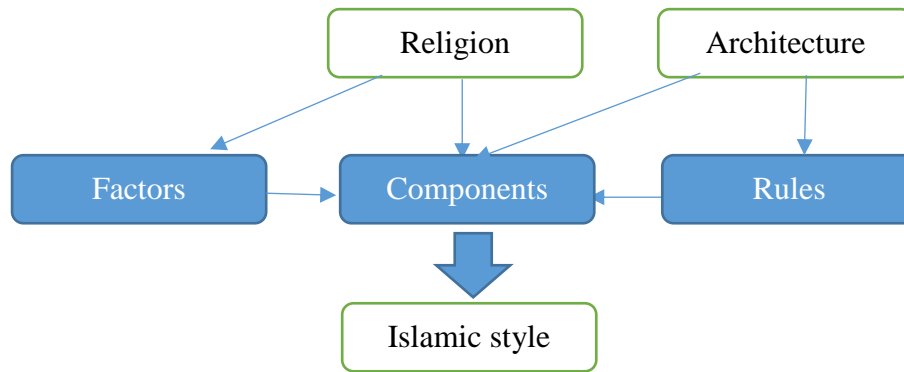 Religion
Architecture
Factors
Components
Rules
Islamic style